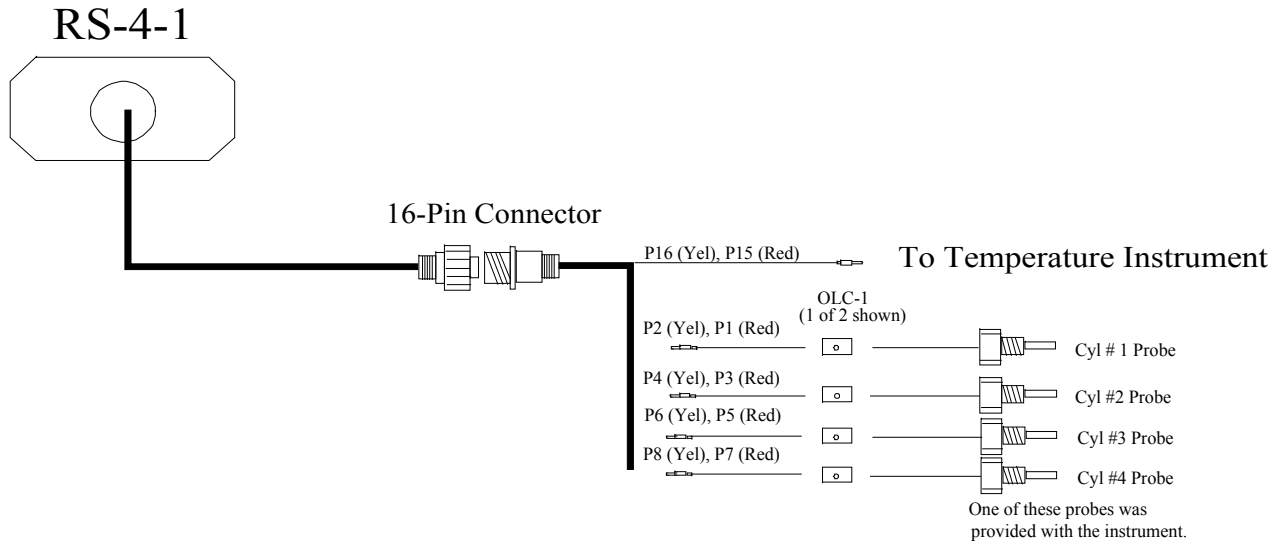 RS-4-1
16-Pin Connector
P16 (Yel), P15 (Red)
To Temperature Instrument
OLC-1
(1 of 2 shown)
P2 (Yel), P1 (Red)
Cyl # 1 Probe
P4 (Yel), P3 (Red)
Cyl #2 Probe
P6 (Yel), P5 (Red)
Cyl #3 Probe
P8 (Yel), P7 (Red)
Cyl #4 Probe
One of these probes was
provided with the instrument.